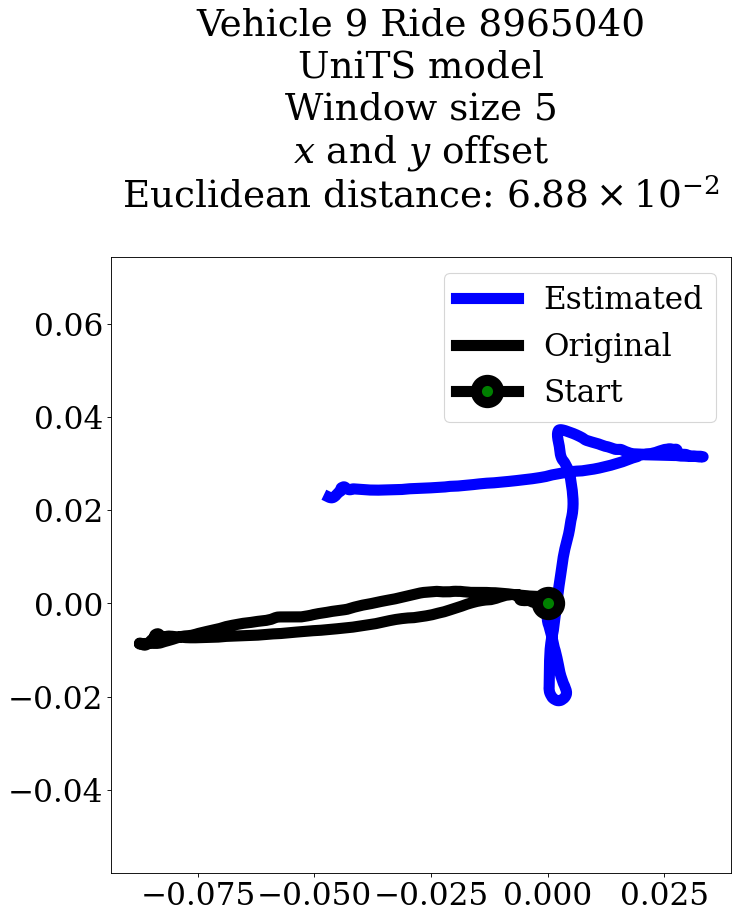 Vehicle 9 Ride 8965040
UniTS model
Window size 5
x and y offset
Euclidean distance: 6.88 × 10⁻²
Estimated
Original
Start
0.06
0.04
0.02
0.00
−0.02
−0.04
−0.075 −0.050 −0.025 0.000 0.025